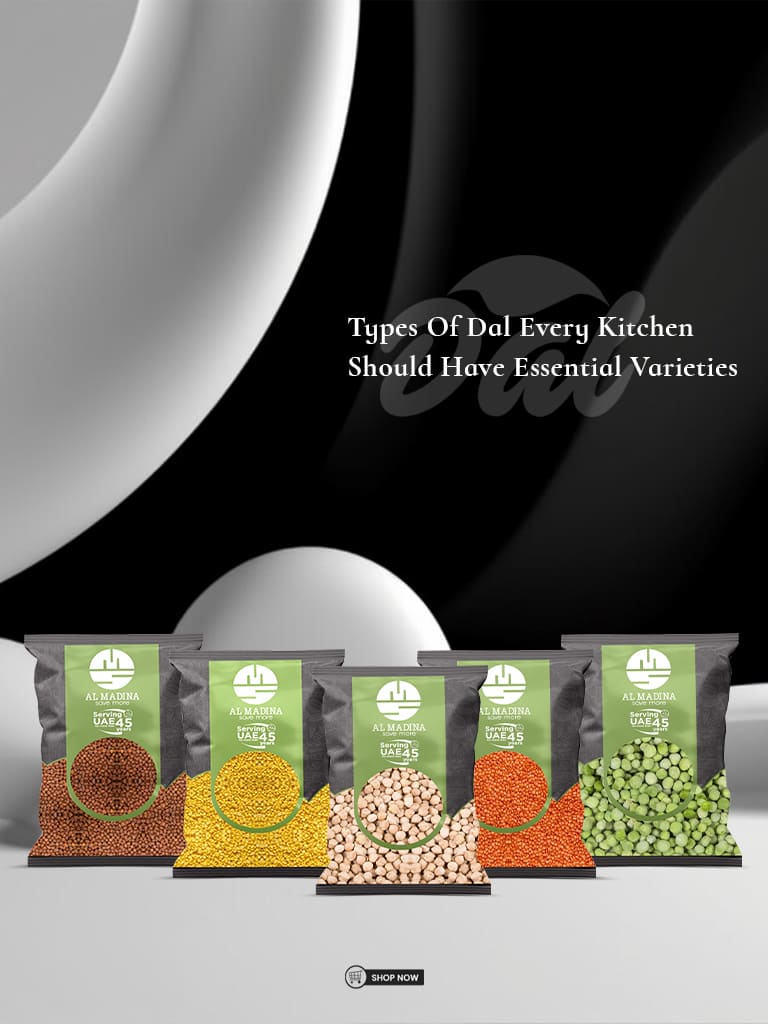 Dal
Types Of Dal Every Kitchen
Should Have Essential Varieties
AL MADINA
save more
Serving
UAE 45
years
AL MADINA
save more
Serving
UAE 45
years
AL MADINA
save more
Serving
UAE 45
years
AL MADINA
save more
Serving
UAE 45
years
AL MADINA
save more
Serving
UAE 45
years
SHOP NOW